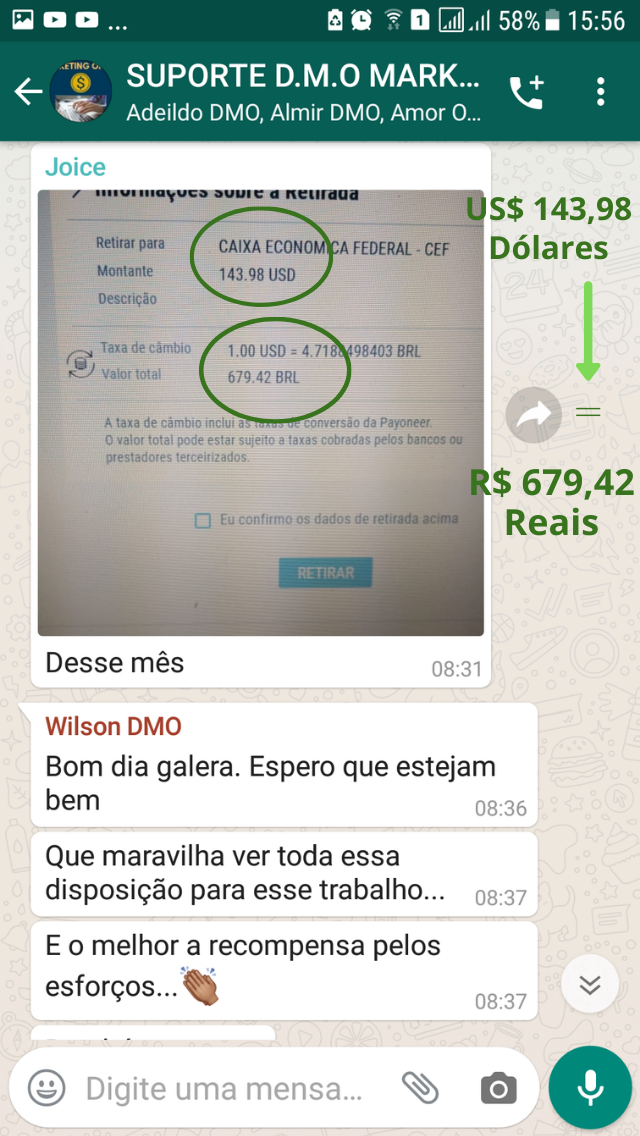 ... 1 58% 15:56
SUPORTE D.M.O MARK...
Adeildo DMO, Almir DMO, Amor O...
Joice
Informações sobre a Retirada
Retirar para CAIXA ECONOMICA FEDERAL - CEF
Montante 143.98 USD
Descrição
Taxa de câmbio 1.00 USD = 4.7188498403 BRL
Valor total 679.42 BRL
A taxa de câmbio inclui as taxas de conversão da Payoneer.
O valor total pode estar sujeito a taxas cobradas pelos bancos ou
prestadores terceirizados.
Eu confirmo os dados de retirada acima
RETIRAR
Desse mês 08:31
US$ 143,98
Dólares
=
R$ 679,42
Reais
Wilson DMO
Bom dia galera. Espero que estejam
bem 08:36
Que maravilha ver toda essa
disposição para esse trabalho... 08:37
E o melhor a recompensa pelos
esforços...👏🏽 08:37
Digite uma mensa...